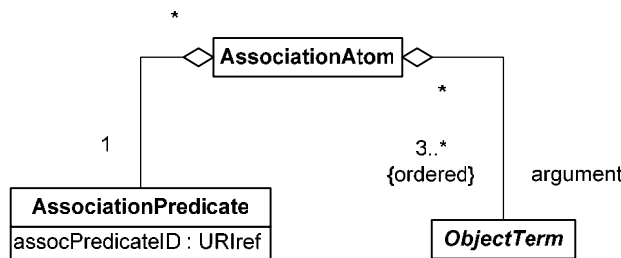 *
AssociationAtom
*
1
3..*
{ordered}
argument
AssociationPredicate
assocPredicateID : URIref
ObjectTerm